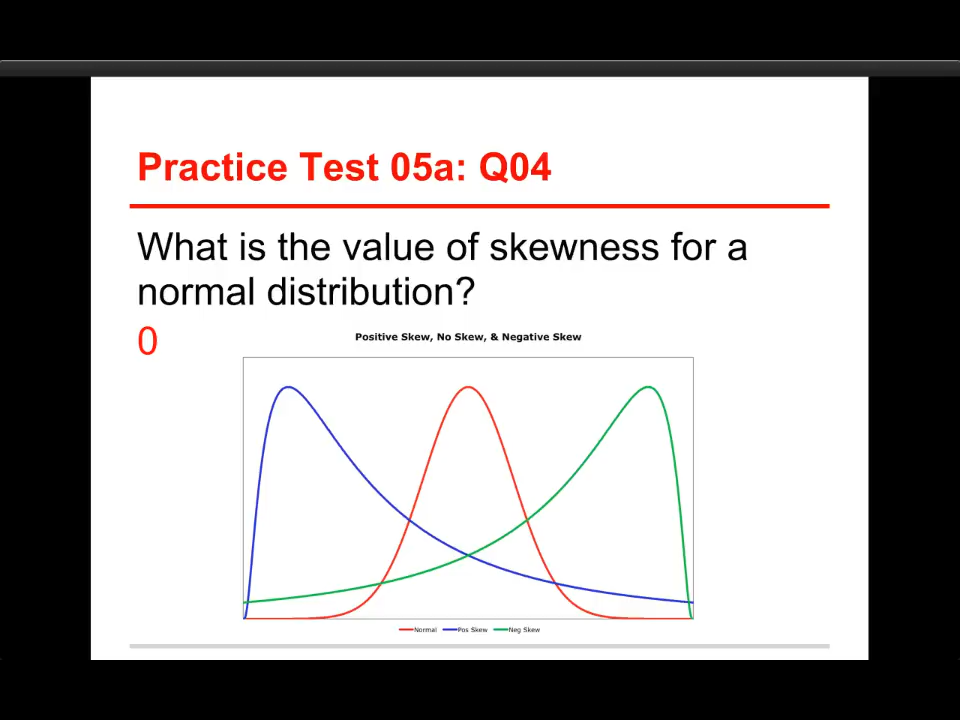 Practice Test 05a: Q04
What is the value of skewness for a
normal distribution?
0
Positive Skew, No Skew, & Negative Skew
Normal Pos Skew Neg Skew